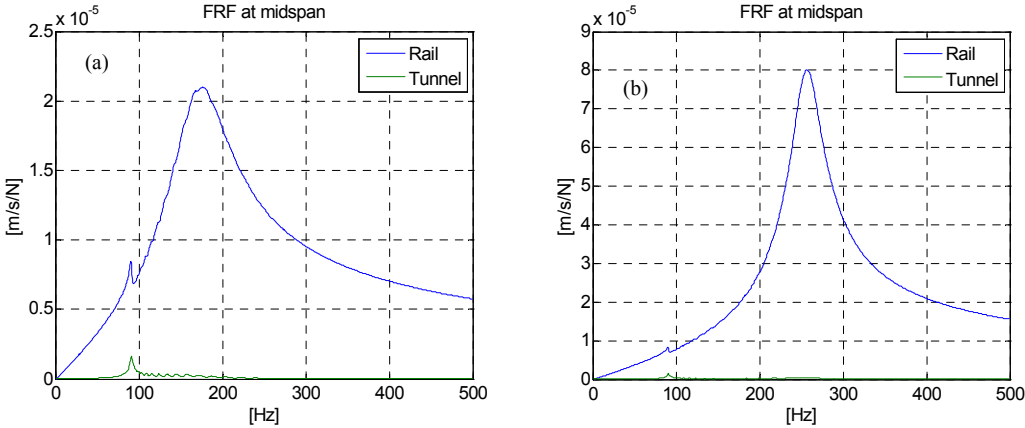 FRF at midspan
x 10^-5
2.5
2
1.5
1
0.5
0
[m/s/N]
(a)
Rail
Tunnel
0 100 200 300 400 500
[Hz]
FRF at midspan
x 10^-5
9
8
7
6
5
4
3
2
1
0
[m/s/N]
(b)
Rail
Tunnel
0 100 200 300 400 500
[Hz]